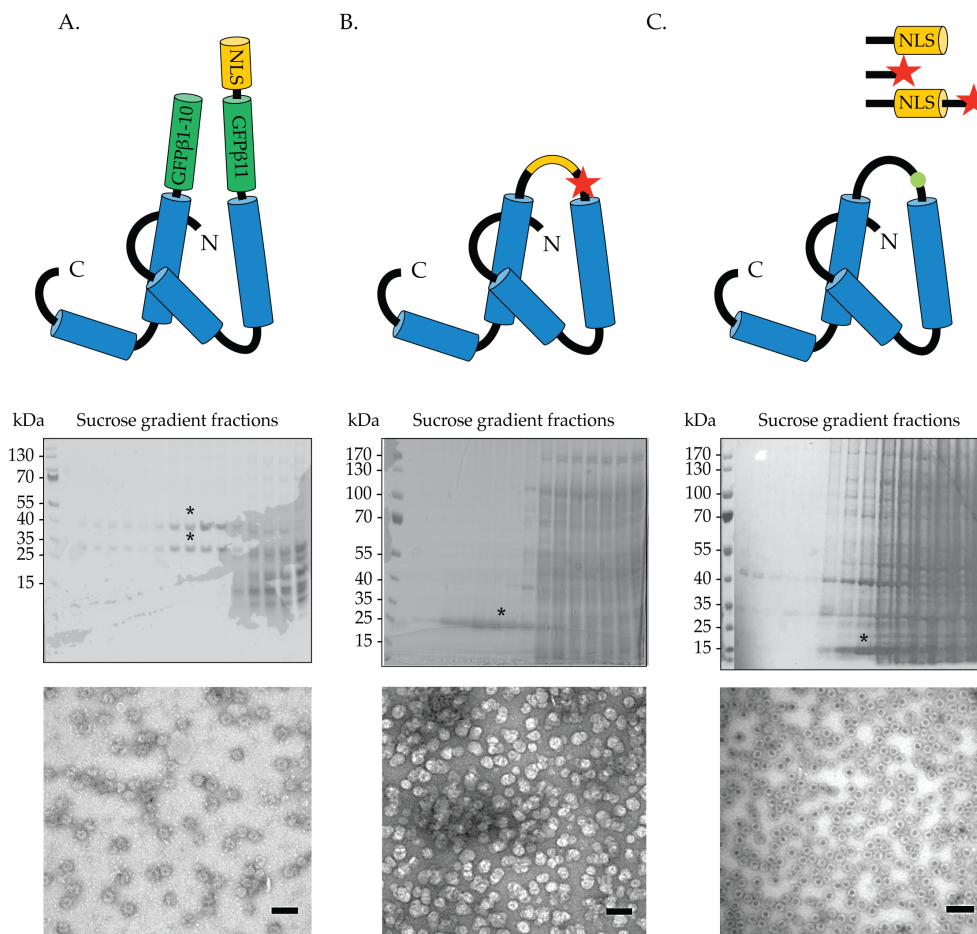 A.
B.
C.
NLS
GFPβ1-10
GFPβ11
N
C
N
C
NLS
NLS
N
C
kDa Sucrose gradient fractions
130
70
55
40
35
25
15
*
*
kDa Sucrose gradient fractions
170
130
100
70
55
40
35
25
15
*
kDa Sucrose gradient fractions
170
130
100
70
55
40
35
25
15
*